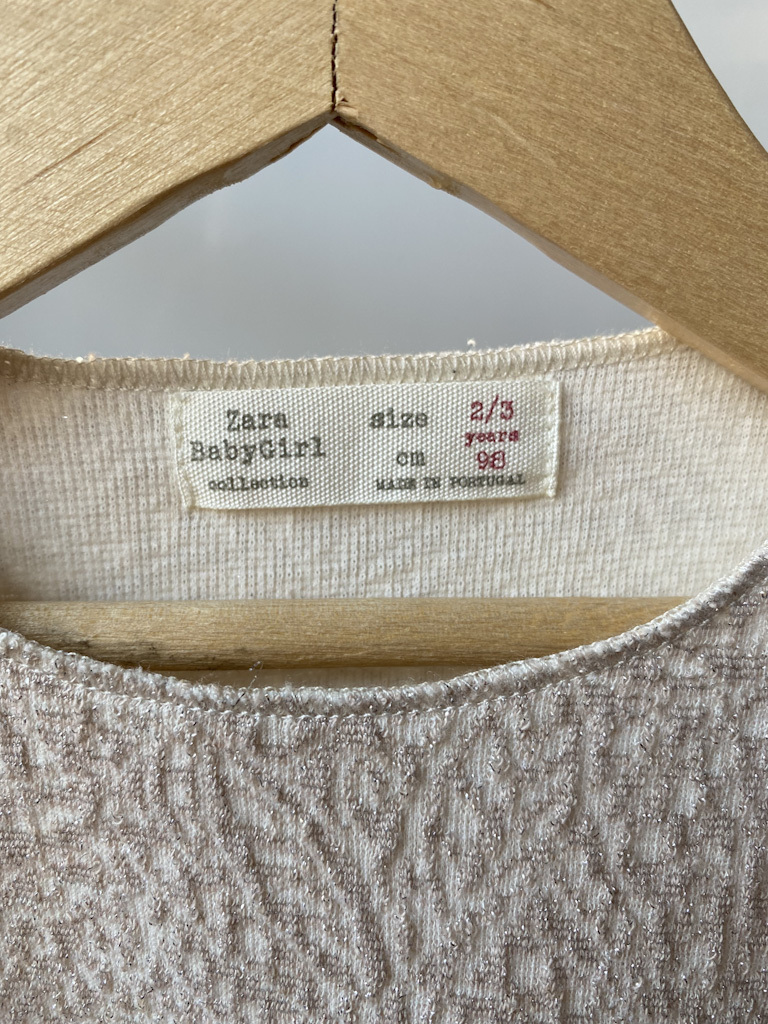 Zara
BabyGirl
collection
size
cm
2/3
years
98
MADE IN PORTUGAL